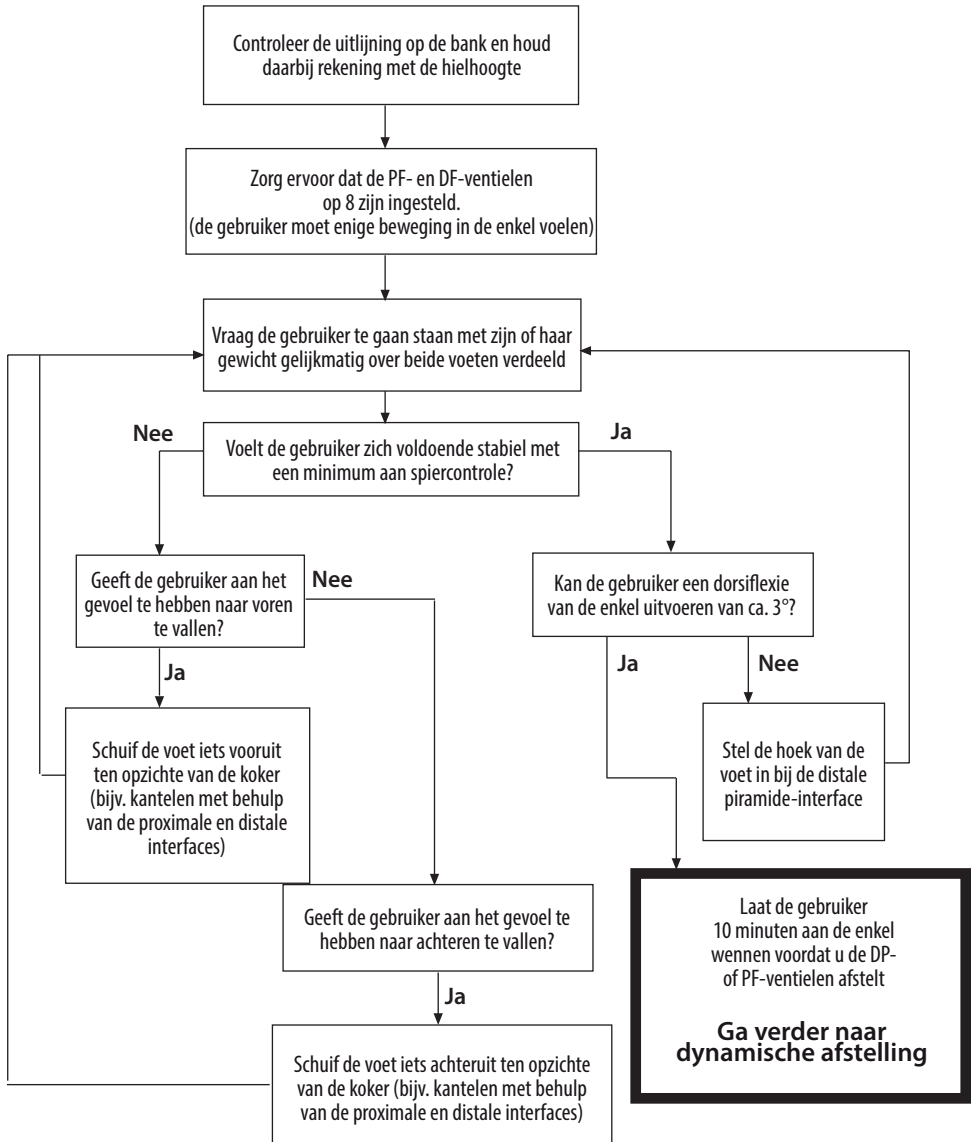 Controleer de uitlijning op de bank en houd
daarbij rekening met de hielhoogte
Zorg ervoor dat de PF- en DF-ventielen
op 8 zijn ingesteld.
(de gebruiker moet enige beweging in de enkel voelen)
Vraag de gebruiker te gaan staan met zijn of haar
gewicht gelijkmatig over beide voeten verdeeld
Nee
Ja
Voelt de gebruiker zich voldoende stabiel met
een minimum aan spiercontrole?
Geeft de gebruiker aan het
gevoel te hebben naar voren
te vallen?
Nee
Kan de gebruiker een dorsiflexie
van de enkel uitvoeren van ca. 3°?
Ja
Ja
Nee
Schuif de voet iets vooruit
ten opzichte van de koker
(bijv. kantelen met behulp
van de proximale en distale
interfaces)
Stel de hoek van de
voet in bij de distale
piramide-interface
Geeft de gebruiker aan het gevoel te
hebben naar achteren te vallen?
Ja
Laat de gebruiker
10 minuten aan de enkel
wennen voordat u de DP-
of PF-ventielen afstelt
Ga verder naar
dynamische afstelling
Schuif de voet iets achteruit ten opzichte
van de koker (bijv. kantelen met behulp
van de proximale en distale interfaces)